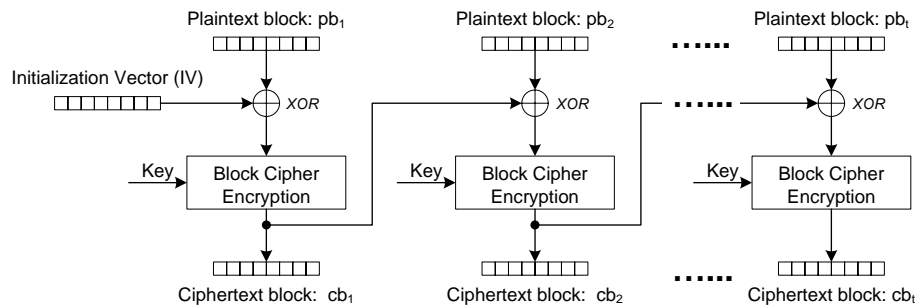 Plaintext block: pb1
Plaintext block: pb2
Plaintext block: pbt
Initialization Vector (IV)
XOR
XOR
XOR
Key
Block Cipher
Encryption
Key
Block Cipher
Encryption
Key
Block Cipher
Encryption
Ciphertext block: cb1
Ciphertext block: cb2
Ciphertext block: cbt